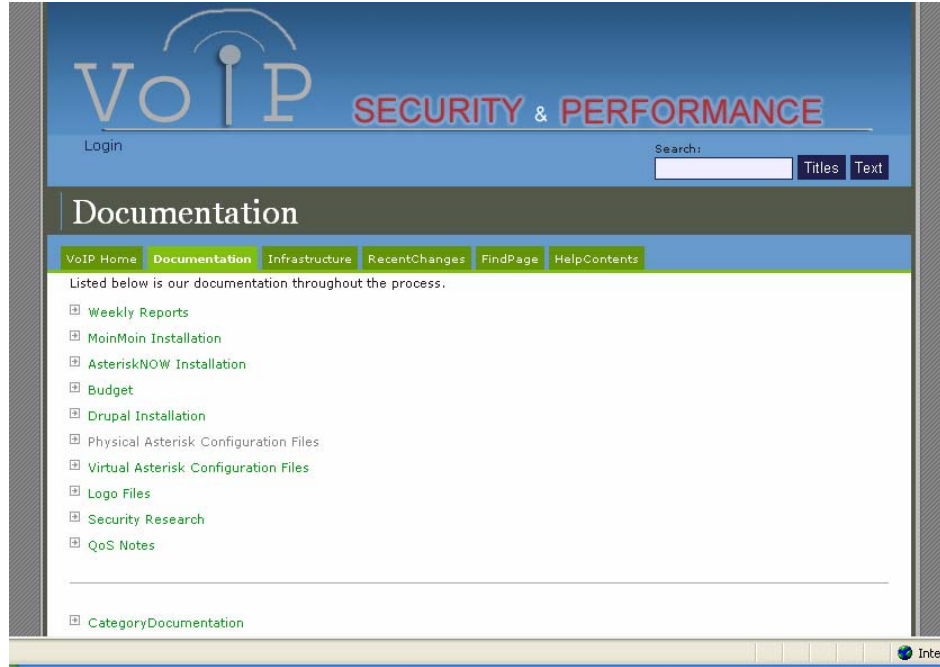 VoIP SECURITY & PERFORMANCE
Login
Search:
Titles Text
Documentation
VoIP Home Documentation Infrastructure RecentChanges FindPage HelpContents
Listed below is our documentation throughout the process.
Weekly Reports
MoinMoin Installation
AsteriskNOW Installation
Budget
Drupal Installation
Physical Asterisk Configuration Files
Virtual Asterisk Configuration Files
Logo Files
Security Research
QoS Notes
CategoryDocumentation
Inte